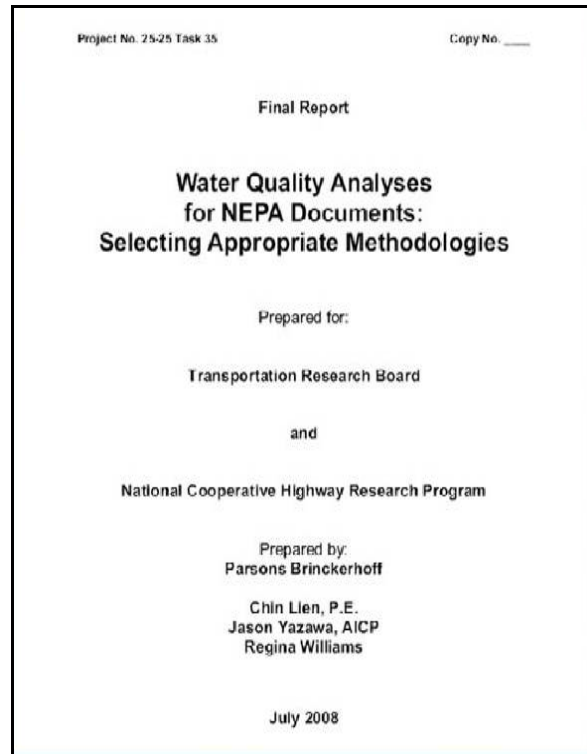 Project No. 25-25 Task 35 Copy No. ____
Final Report
Water Quality Analyses
for NEPA Documents:
Selecting Appropriate Methodologies
Prepared for:
Transportation Research Board
and
National Cooperative Highway Research Program
Prepared by:
Parsons Brinckerhoff
Chin Lien, P.E.
Jason Yazawa, AICP
Regina Williams
July 2008